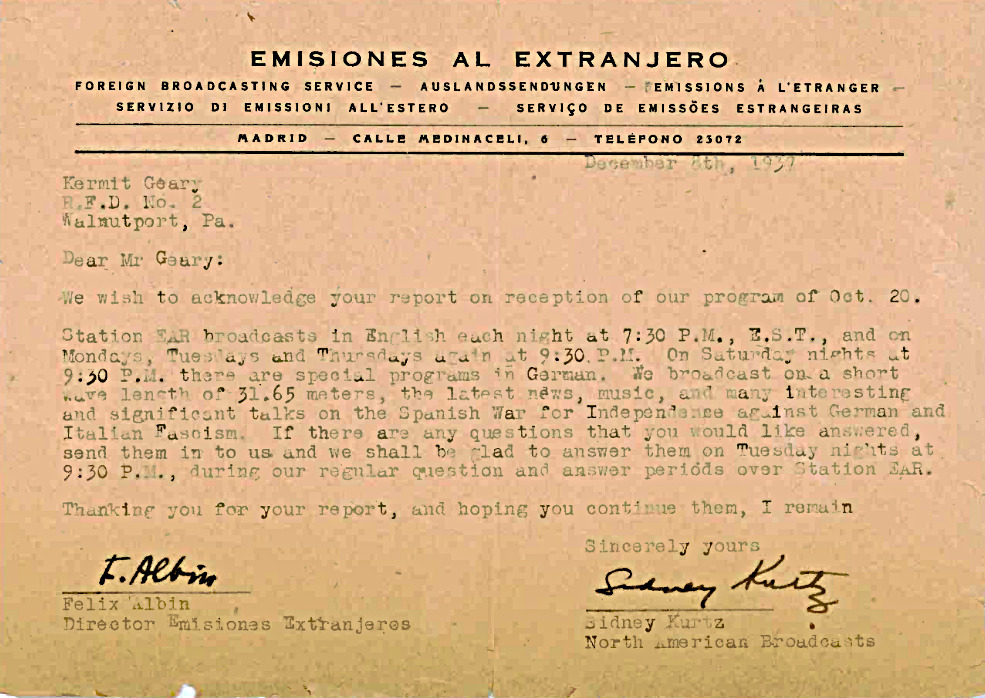 EMISIONES AL EXTRANJERO
FOREIGN BROADCASTING SERVICE — AUSLANDSSENDUNGEN — EMISSIONS Á L'ETRANGER —
SERVIZIO DI EMISSIONI ALL'ESTERO — SERVIÇO DE EMISSÕES ESTRANGEIRAS
MADRID — CALLE MEDINACELI, 6 — TELÉFONO 23072
December 8th, 1937
Kermit Geary
R.F.D. No. 2
Walnutport, Pa.
Dear Mr Geary:
We wish to acknowledge your report on reception of our program of Oct. 20.
Station EAR broadcasts in English each night at 7:30 P.M., E.S.T., and on
Mondays, Tuesdays and Thursdays again at 9:30 P.M. On Saturday nights at
9:30 P.M. there are special programs in German. We broadcast on a short
wave length of 31.65 meters, the latest news, music, and many interesting
and significant talks on the Spanish War for Independence against German and
Italian Fascism. If there are any questions that you would like answered,
send them in to us and we shall be glad to answer them on Tuesday nights at
9:30 P.M., during our regular question and answer periods over Station EAR.
Thanking you for your report, and hoping you continue them, I remain
Sincerely yours
F. Albin
Sidney Kurtz
Felix Albin
Director Emisiones Extranjeros
Sidney Kurtz
North American Broadcasts